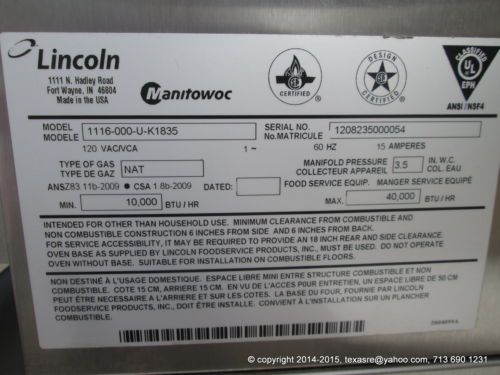 Lincoln
1111 N. Hadley Road
Fort Wayne, IN 46804
Made in the USA
Manitowoc
CERTIFIED
DESIGN
CERTIFIED
CLASSIFIED
UL
EPH
ANSI / NSF4
MODEL
MODELE
1116-000-U-K1835
SERIAL NO.
No.MATRICULE
1208235000054
120 VAC/VCA 1 ~ 60 HZ 15 AMPERES
TYPE OF GAS
TYPE DE GAZ
NAT
MANIFOLD PRESSURE
COLLECTEUR APPAREIL
3.5
IN. W.C.
COL. EAU
ANSZ83.11b-2009 ● CSA 1.8b-2009 DATED: FOOD SERVICE EQUIP. MANGER SERVICE EQUIPÉ
MIN. 10,000 BTU / HR MAX. 40,000 BTU / HR
INTENDED FOR OTHER THAN HOUSEHOLD USE. MINIMUM CLEARANCE FROM COMBUSTIBLE AND
NON COMBUSTIBLE CONSTRUCTION 6 INCHES FROM SIDE AND 6 INCHES FROM BACK.
FOR SERVICE ACCESSIBILITY, IT MAY BE REQUIRED TO PROVIDE AN 18 INCH REAR AND SIDE CLEARANCE.
OVEN BASE AS SUPPLIED BY LINCOLN FOODSERVICE PRODUCTS, INC., MUST BE USED. DO NOT OPERATE
OVEN WITHOUT BASE. SUITABLE FOR INSTALLATION ON COMBUSTIBLE FLOORS.
NON DESTINÉ À L'USAGE DOMESTIQUE. ESPACE LIBRE MINI ENTRE STRUCTURE COMBUSTIBLE ET NON
COMBUSTIBLE. COTE 15 CM, ARRIERE 15 CM. EN VU DE L'ACCES POUR ENTRETIEN, UN ESPACE LIBRE DE 50 CM
PEUT ÊTRE NECESSAIRE A L'ARRIERE ET SUR LES COTES. LA BASE DU FOUR, FOURNIE PAR LINCOLN
FOODSERVICE PRODUCTS, INC., DOIT ÊTRE UTILISEE. CONVIENT POUR L'INSTALLATION SUR UN PLANCHER
COMBUSTIBLE.
© copyright 2014-2015, texasre@yahoo.com, 713 690 1231